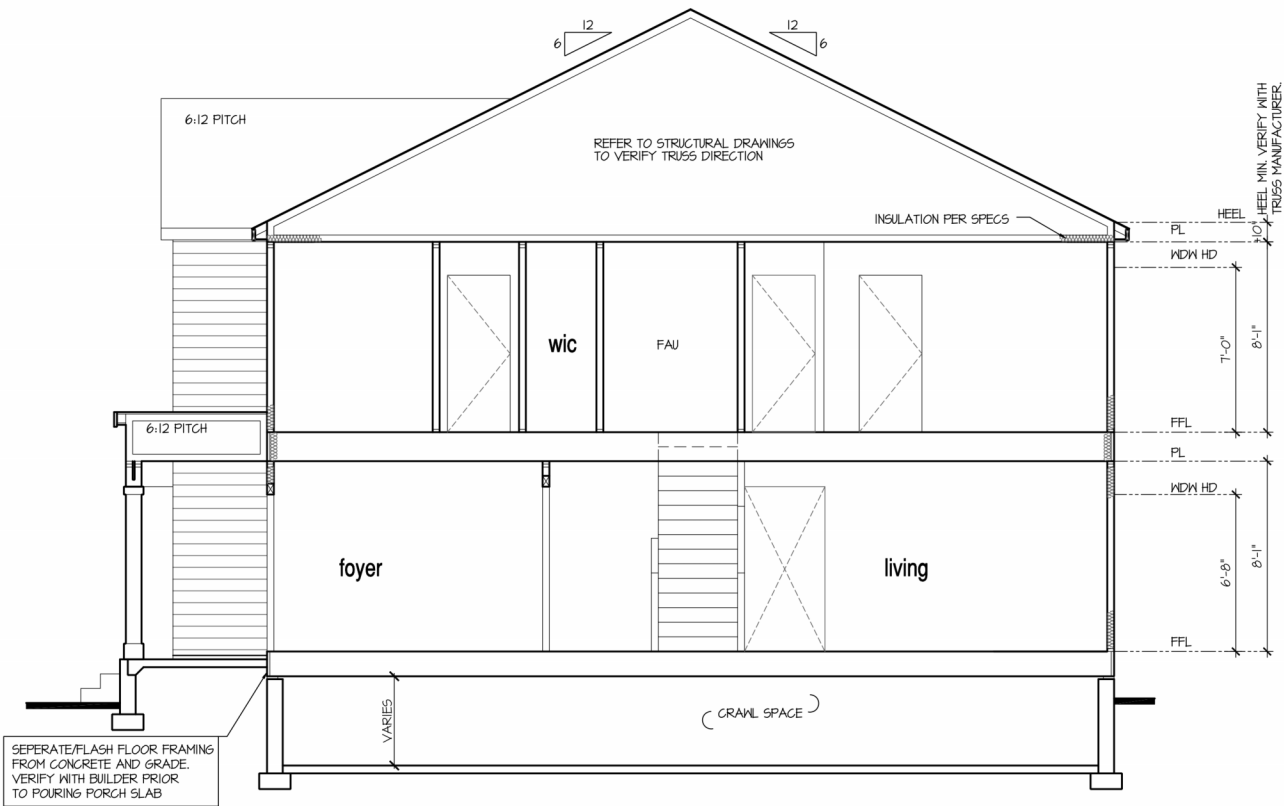 12
6
12
6
6:12 PITCH
REFER TO STRUCTURAL DRAWINGS
TO VERIFY TRUSS DIRECTION
10" HEEL MIN. VERIFY WITH
TRUSS MANUFACTURER.
INSULATION PER SPECS
HEEL
PL
WDW HD
wic
FAU
7'-0"
8'-1"
6:12 PITCH
FFL
PL
WDW HD
foyer
living
6'-8"
8'-1"
FFL
VARIES
CRAWL SPACE
SEPERATE/FLASH FLOOR FRAMING
FROM CONCRETE AND GRADE.
VERIFY WITH BUILDER PRIOR
TO POURING PORCH SLAB